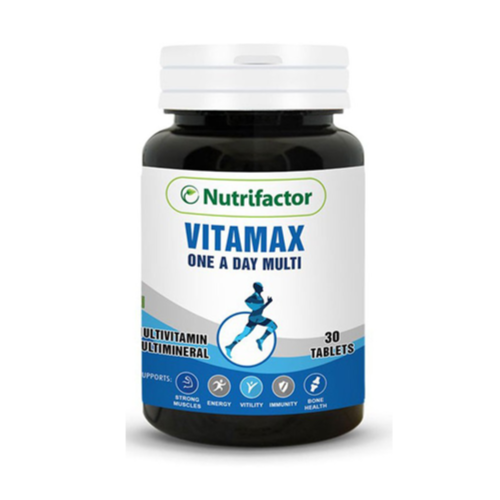 Nutrifactor
VITAMAX
ONE A DAY MULTI
ULTIVITAMIN
ULTIMINERAL
30
TABLETS
SUPPORTS:
STRONG
MUSCLES
ENERGY
VITILITY
IMMUNITY
BONE
HEALTH